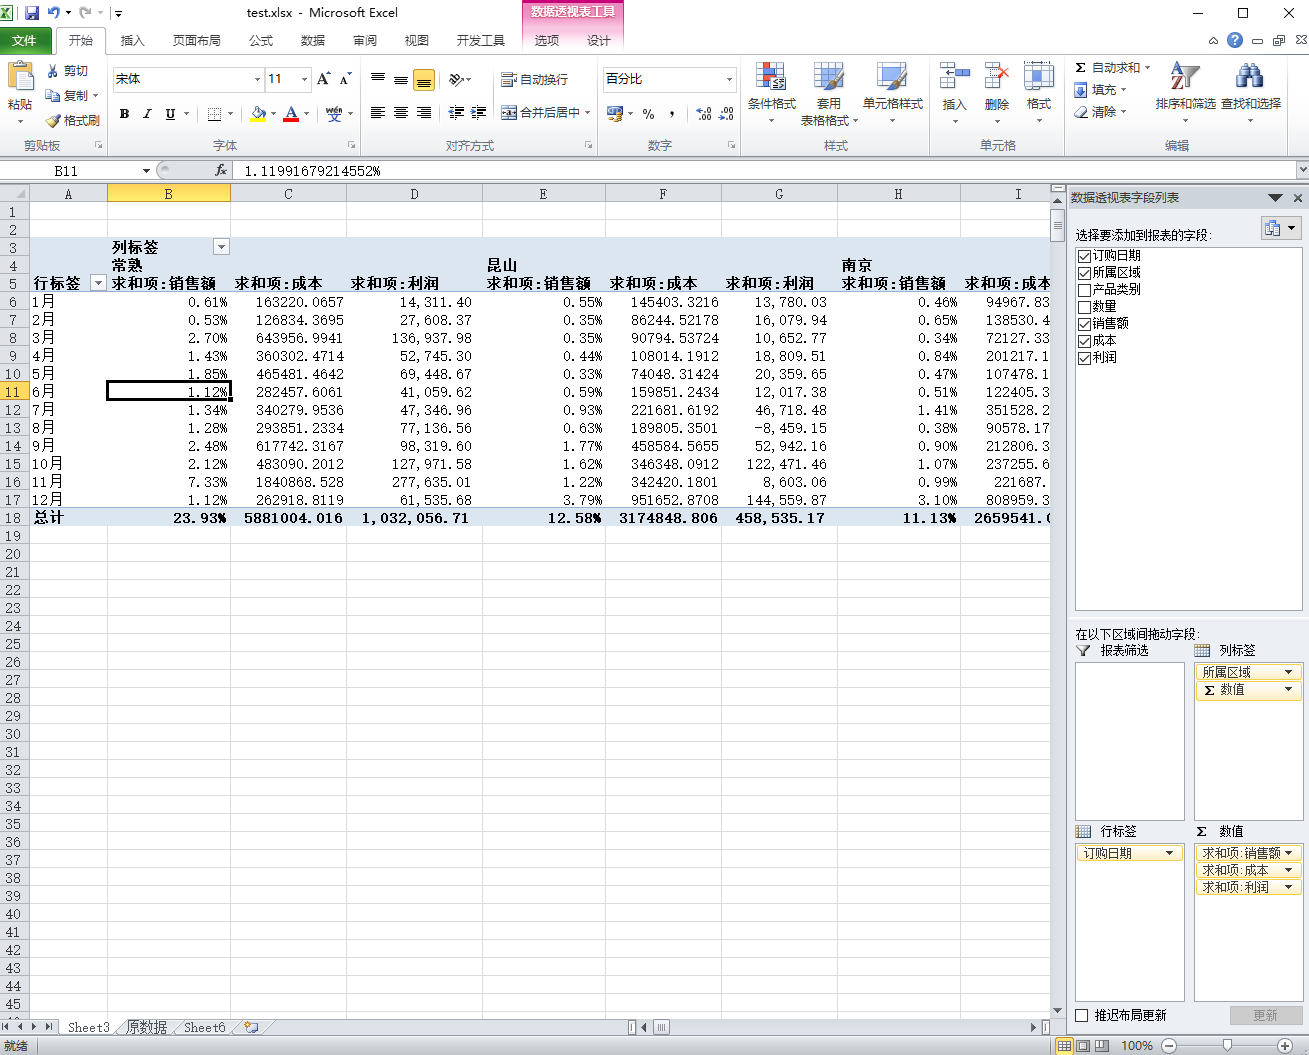 test.xlsx - Microsoft Excel
数据透视表工具
文件 开始 插入 页面布局 公式 数据 审阅 视图 开发工具 选项 设计
粘贴 剪切 复制 格式刷 剪贴板
宋体 11 B I U 字体
自动换行 合并后居中 对齐方式
百分比 % 数字
条件格式 套用 表格格式 单元格样式 样式
插入 删除 格式 单元格
Σ 自动求和 填充 清除 排序和筛选 查找和选择 编辑
B11 fx 1.11991679214552%
A B C D E F G H I
1
2
3 列标签
4 常熟 昆山 南京
5 行标签 求和项:销售额 求和项:成本 求和项:利润 求和项:销售额 求和项:成本 求和项:利润 求和项:销售额 求和项:成本
6 1月 0.61% 163220.0657 14,311.40 0.55% 145403.3216 13,780.03 0.46% 94967.83
7 2月 0.53% 126834.3695 27,608.37 0.35% 86244.52178 16,079.94 0.65% 138530.4
8 3月 2.70% 643956.9941 136,937.98 0.35% 90794.53724 10,652.77 0.34% 72127.33
9 4月 1.43% 360302.4714 52,745.30 0.44% 108014.1912 18,809.51 0.84% 201217.1
10 5月 1.85% 465481.4642 69,448.67 0.33% 74048.31424 20,359.65 0.47% 107478.1
11 6月 1.12% 282457.6061 41,059.62 0.59% 159851.2434 12,017.38 0.51% 122405.3
12 7月 1.34% 340279.9536 47,346.96 0.93% 221681.6192 46,718.48 1.41% 351528.2
13 8月 1.28% 293851.2334 77,136.56 0.63% 189805.3501 -8,459.15 0.38% 90578.17
14 9月 2.48% 617742.3167 98,319.60 1.77% 458584.5655 52,942.16 0.90% 212806.3
15 10月 2.12% 483090.2012 127,971.58 1.62% 346348.0912 122,471.46 1.07% 237255.6
16 11月 7.33% 1840868.528 277,635.01 1.22% 342420.1801 8,603.06 0.99% 221687.
17 12月 1.12% 262918.8119 61,535.68 3.79% 951652.8708 144,559.87 3.10% 808959.3
18 总计 23.93% 5881004.016 1,032,056.71 12.58% 3174848.806 458,535.17 11.13% 2659541.0
19
20
21
22
23
24
25
26
27
28
29
30
31
32
33
34
35
36
37
38
39
40
41
42
43
44
45
Sheet3 原数据 Sheet6
就绪 100%
数据透视表字段列表
选择要添加到报表的字段:
订购日期
所属区域
产品类别
数量
销售额
成本
利润
在以下区域间拖动字段:
报表筛选 列标签
所属区域
Σ 数值
行标签 Σ 数值
订购日期 求和项:销售额
求和项:成本
求和项:利润
推迟布局更新 更新